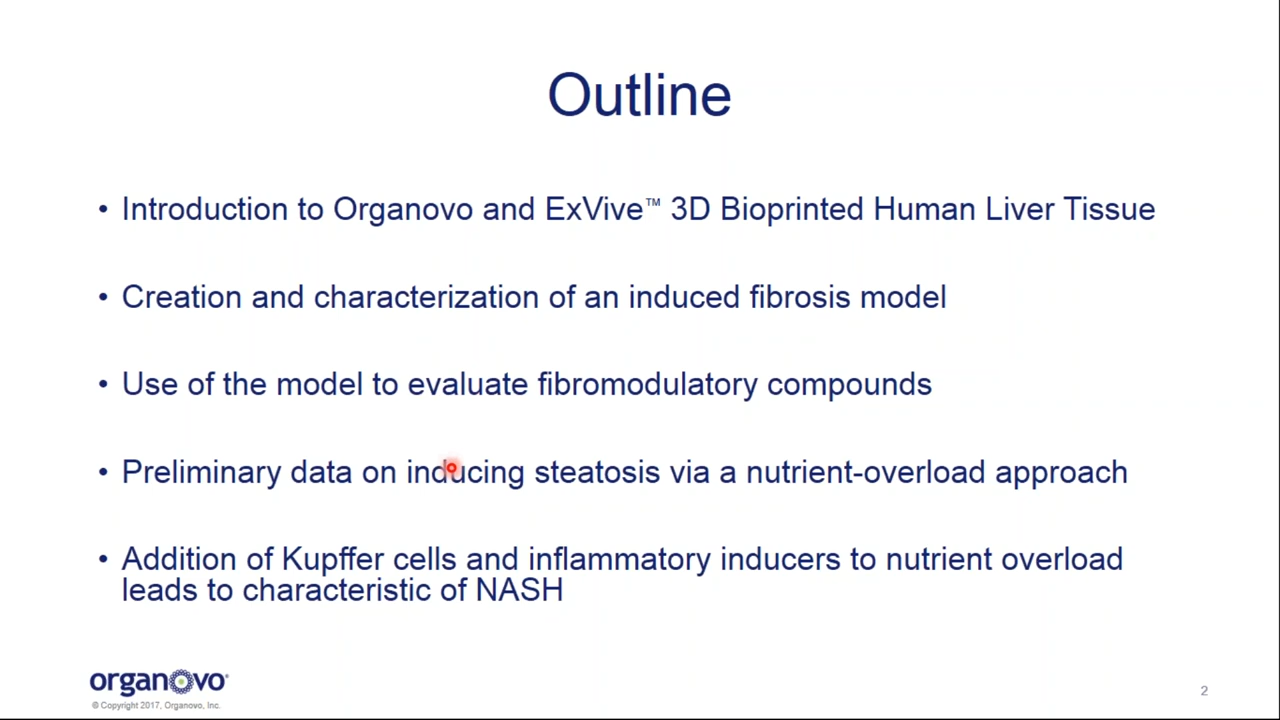 Outline
• Introduction to Organovo and ExVive™ 3D Bioprinted Human Liver Tissue
• Creation and characterization of an induced fibrosis model
• Use of the model to evaluate fibromodulatory compounds
• Preliminary data on inducing steatosis via a nutrient-overload approach
• Addition of Kupffer cells and inflammatory inducers to nutrient overload
leads to characteristic of NASH
organovo®
© Copyright 2017, Organovo, Inc.
2